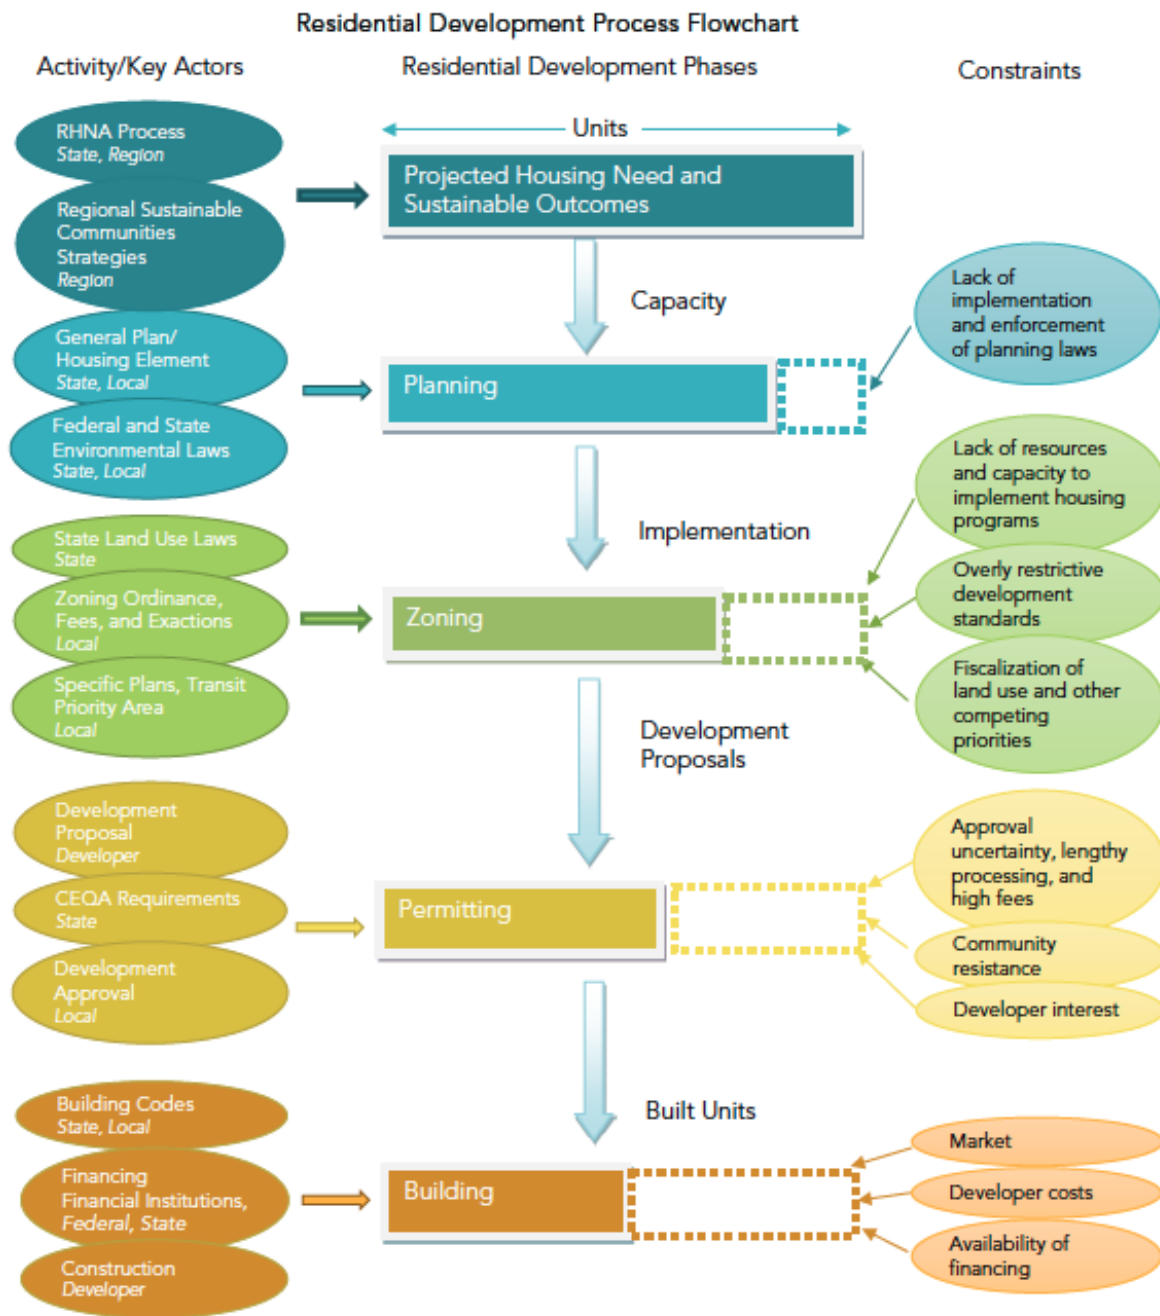 Residential Development Process Flowchart
Activity/Key Actors
Residential Development Phases
Constraints
RHNA Process
State, Region
Regional Sustainable
Communities
Strategies
Region
Units
Projected Housing Need and
Sustainable Outcomes
Capacity
General Plan/
Housing Element
State, Local
Federal and State
Environmental Laws
State, Local
Planning
Lack of
implementation
and enforcement
of planning laws
Implementation
State Land Use Laws
State
Zoning Ordinance,
Fees, and Exactions
Local
Specific Plans, Transit
Priority Area
Local
Zoning
Lack of resources
and capacity to
implement housing
programs
Overly restrictive
development
standards
Fiscalization of
land use and other
competing
priorities
Development
Proposals
Development
Proposal
Developer
CEQA Requirements
State
Development
Approval
Local
Permitting
Approval
uncertainty, lengthy
processing, and
high fees
Community
resistance
Developer interest
Built Units
Building Codes
State, Local
Financing
Financial Institutions,
Federal, State
Construction
Developer
Building
Market
Developer costs
Availability of
financing